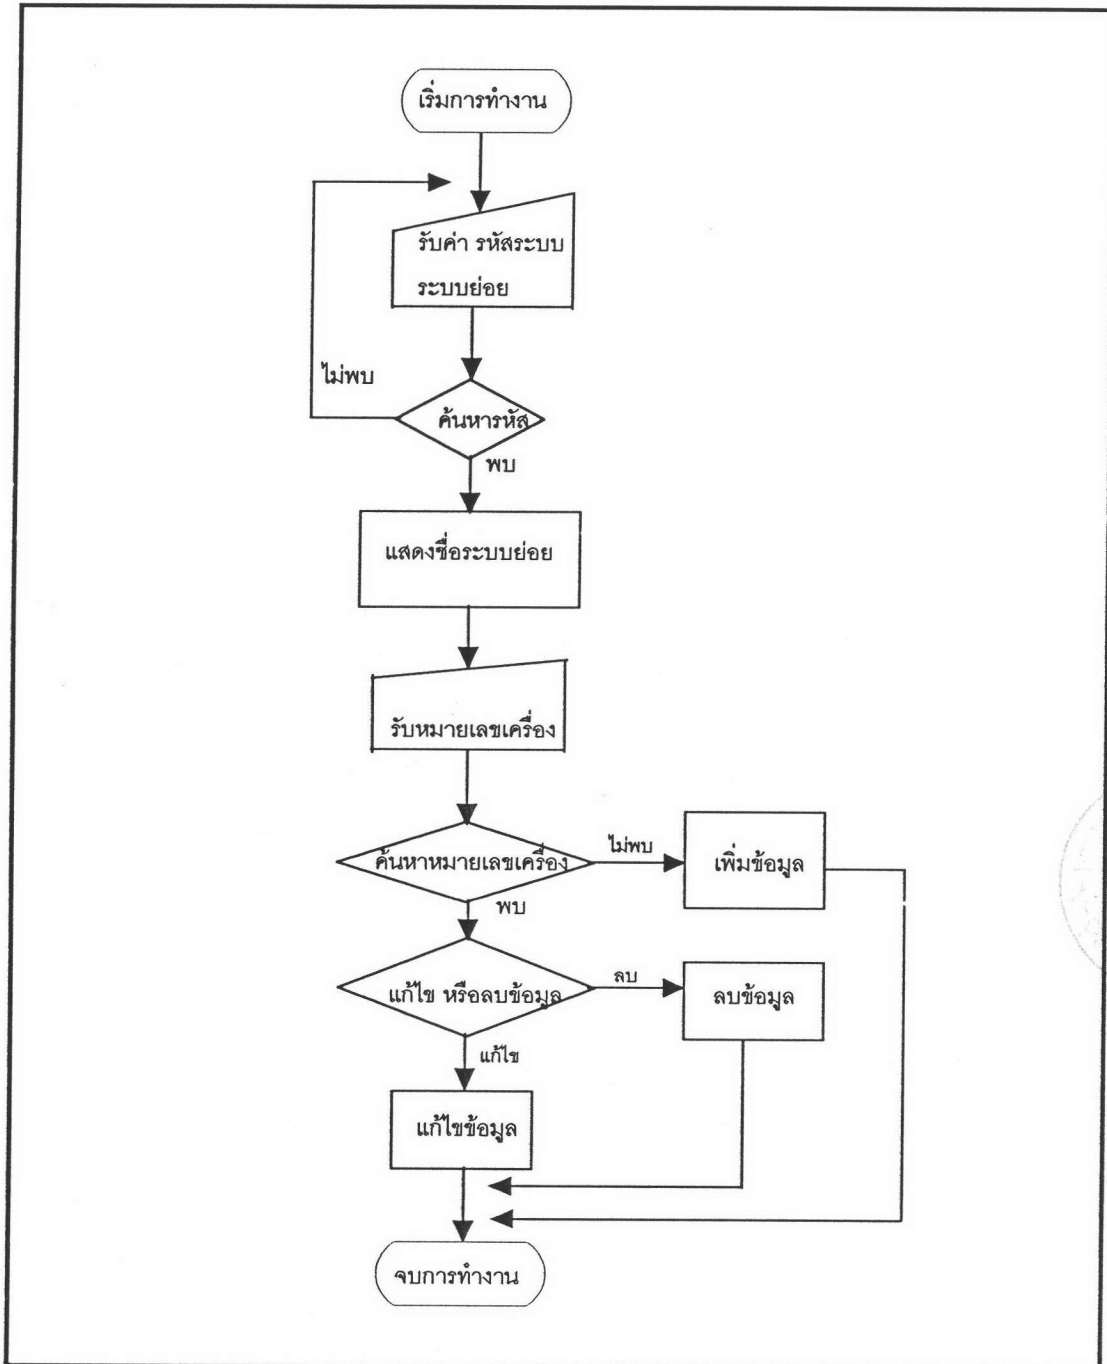 เริ่มการทำงาน
รับค่า รหัสระบบ
ระบบย่อย
ไม่พบ
ค้นหารหัส
พบ
แสดงชื่อระบบย่อย
รับหมายเลขเครื่อง
ค้นหาหมายเลขเครื่อง
ไม่พบ
เพิ่มข้อมูล
พบ
แก้ไข หรือลบข้อมูล
ลบ
ลบข้อมูล
แก้ไข
แก้ไขข้อมูล
จบการทำงาน